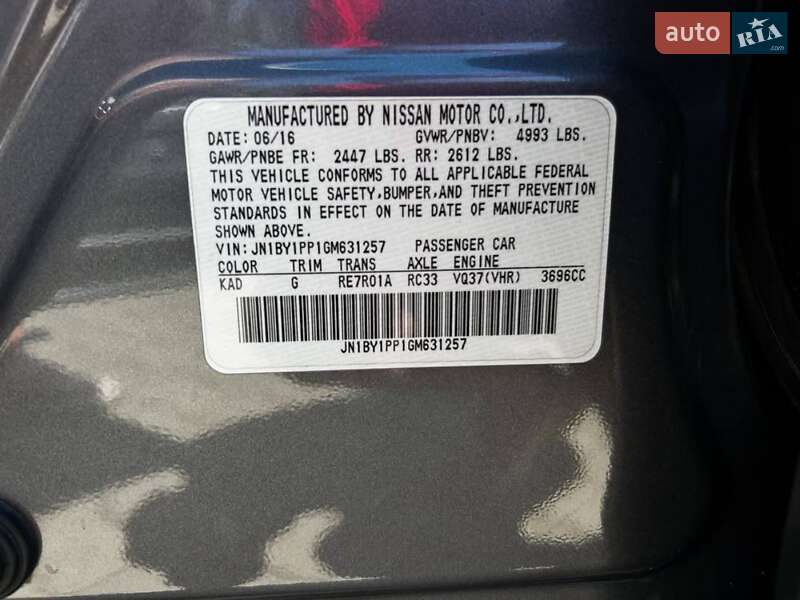 auto RIA.com
MANUFACTURED BY NISSAN MOTOR CO.,LTD.
DATE: 06/16 GVWR/PNBV: 4993 LBS.
GAWR/PNBE FR: 2447 LBS. RR: 2612 LBS.
THIS VEHICLE CONFORMS TO ALL APPLICABLE FEDERAL
MOTOR VEHICLE SAFETY,BUMPER,AND THEFT PREVENTION
STANDARDS IN EFFECT ON THE DATE OF MANUFACTURE
SHOWN ABOVE.
VIN: JN1BY1PP1GM631257 PASSENGER CAR
COLOR TRIM TRANS AXLE ENGINE
KAD G RE7R01A RC33 VQ37(VHR) 3696CC
JN1BY1PP1GM631257